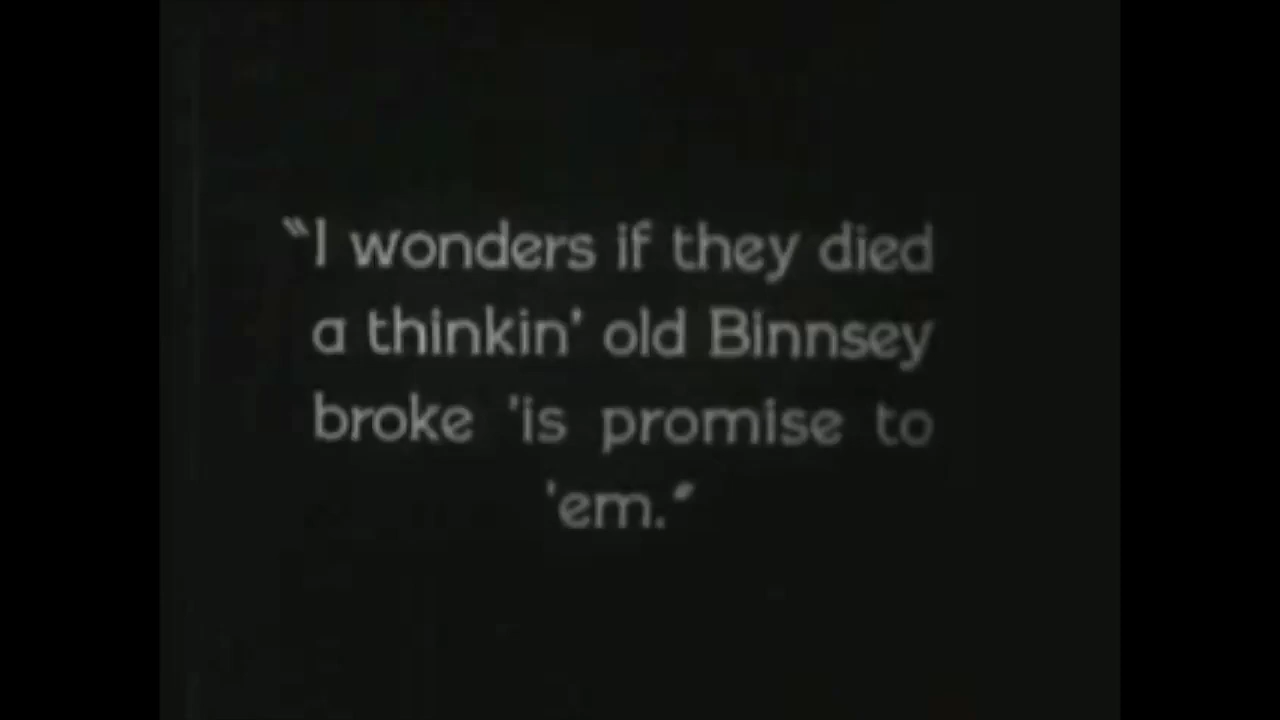 “I wonders if they died
a thinkin' old Binnsey
broke 'is promise to
'em.”